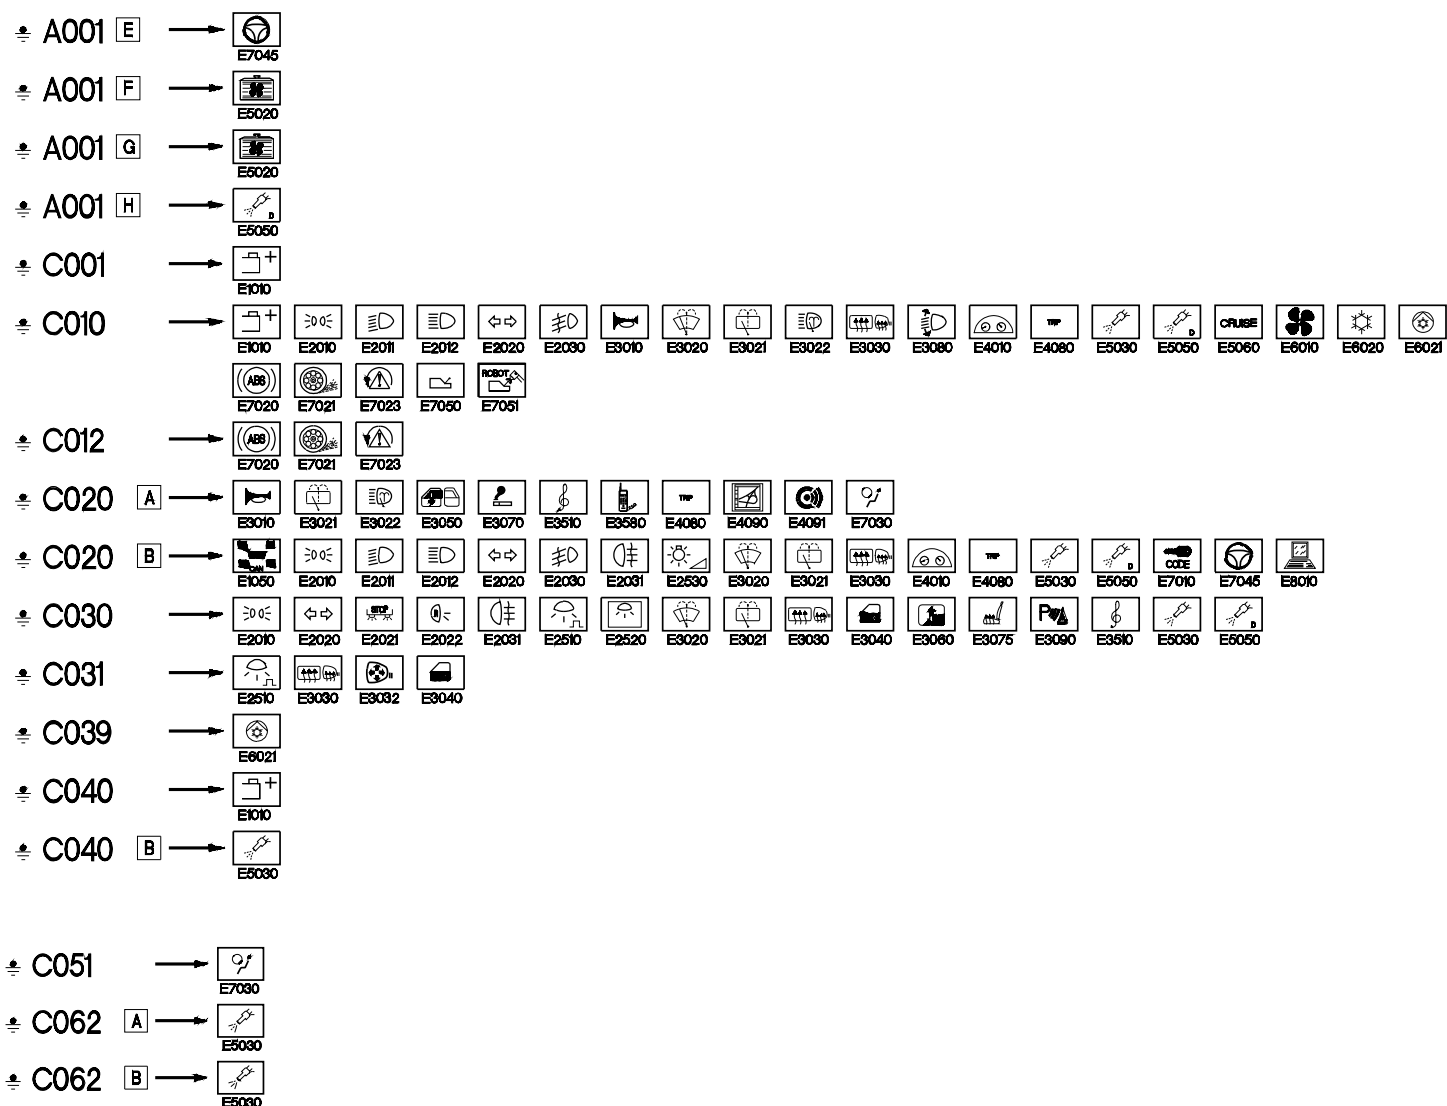 A001 E
E7045
A001 F
E5020
A001 G
E5020
A001 H
D
E5050
C001
E1010
C010
CRUISE
E1010 E2010 E2011 E2012 E2020 E2030 E3010 E3020 E3021 E3022 E3030 E3080 E4010 E4080 E5030 E5050 E5060 E6010 E6020 E6021
ABS ROBOT
E7020 E7021 E7023 E7050 E7051
C012
ABS
E7020 E7021 E7023
C020 A
E3010 E3021 E3022 E3050 E3070 E3510 E3580 E4080 E4090 E4091 E7030
C020 B
CAN D CODE
E1050 E2010 E2011 E2012 E2020 E2030 E2031 E2530 E3020 E3021 E3030 E4010 E4080 E5030 E5050 E7010 E7045 E8010
C030
STOP P D
E2010 E2020 E2021 E2022 E2031 E2510 E2520 E3020 E3021 E3030 E3040 E3060 E3075 E3090 E3510 E5030 E5050
C031
E2510 E3030 E3032 E3040
C039
E6021
C040
E1010
C040 B
E5030
C051
E7030
C062 A
E5030
C062 B
E5030